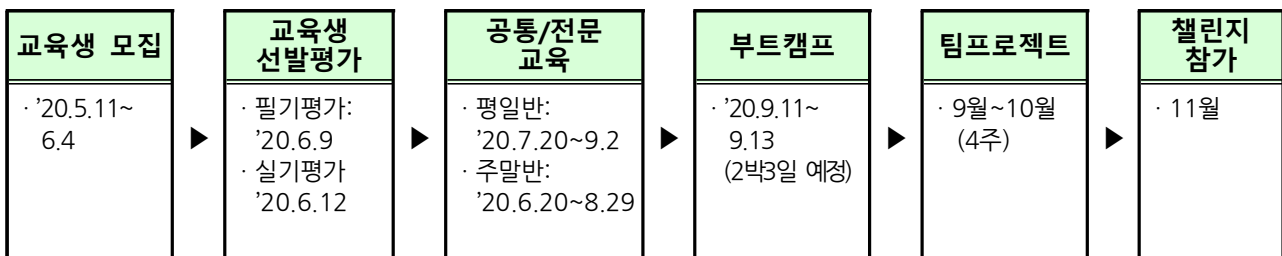 교육생 모집
· '20.5.11~
6.4
▶
교육생
선발평가
· 필기평가:
'20.6.9
· 실기평가
'20.6.12
▶
공통/전문
교육
· 평일반:
'20.7.20~9.2
· 주말반:
'20.6.20~8.29
▶
부트캠프
· '20.9.11~
9.13
(2박3일 예정)
▶
팀프로젝트
· 9월~10월
(4주)
▶
챌린지
참가
· 11월